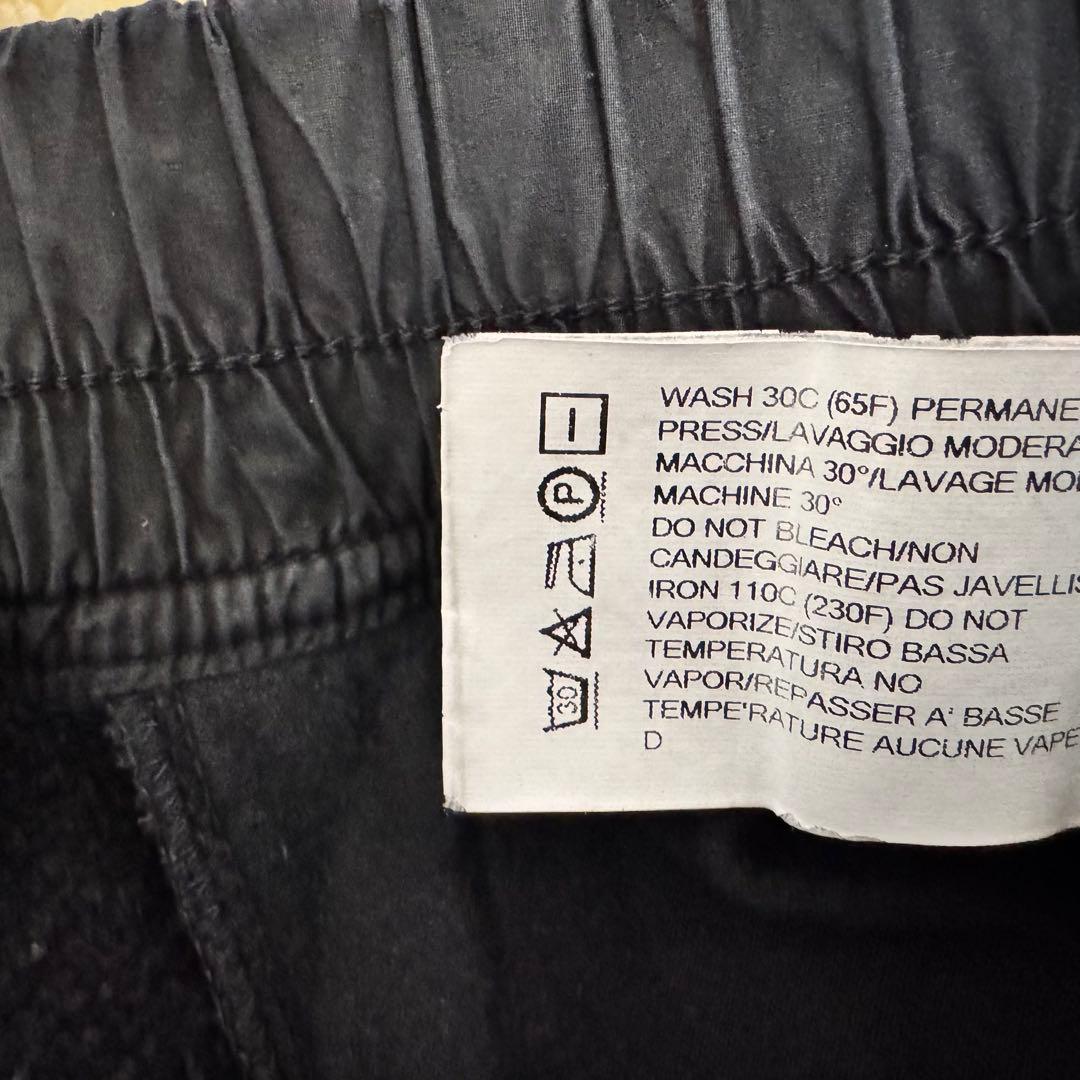 WASH 30C (65F) PERMANE
PRESS/LAVAGGIO MODERA
MACCHINA 30°/LAVAGE MO
MACHINE 30°
DO NOT BLEACH/NON
CANDEGGIARE/PAS JAVELLIS
IRON 110C (230F) DO NOT
VAPORIZE/STIRO BASSA
TEMPERATURA NO
VAPOR/REPASSER A' BASSE
TEMPE'RATURE AUCUNE VAPE
D
P
30